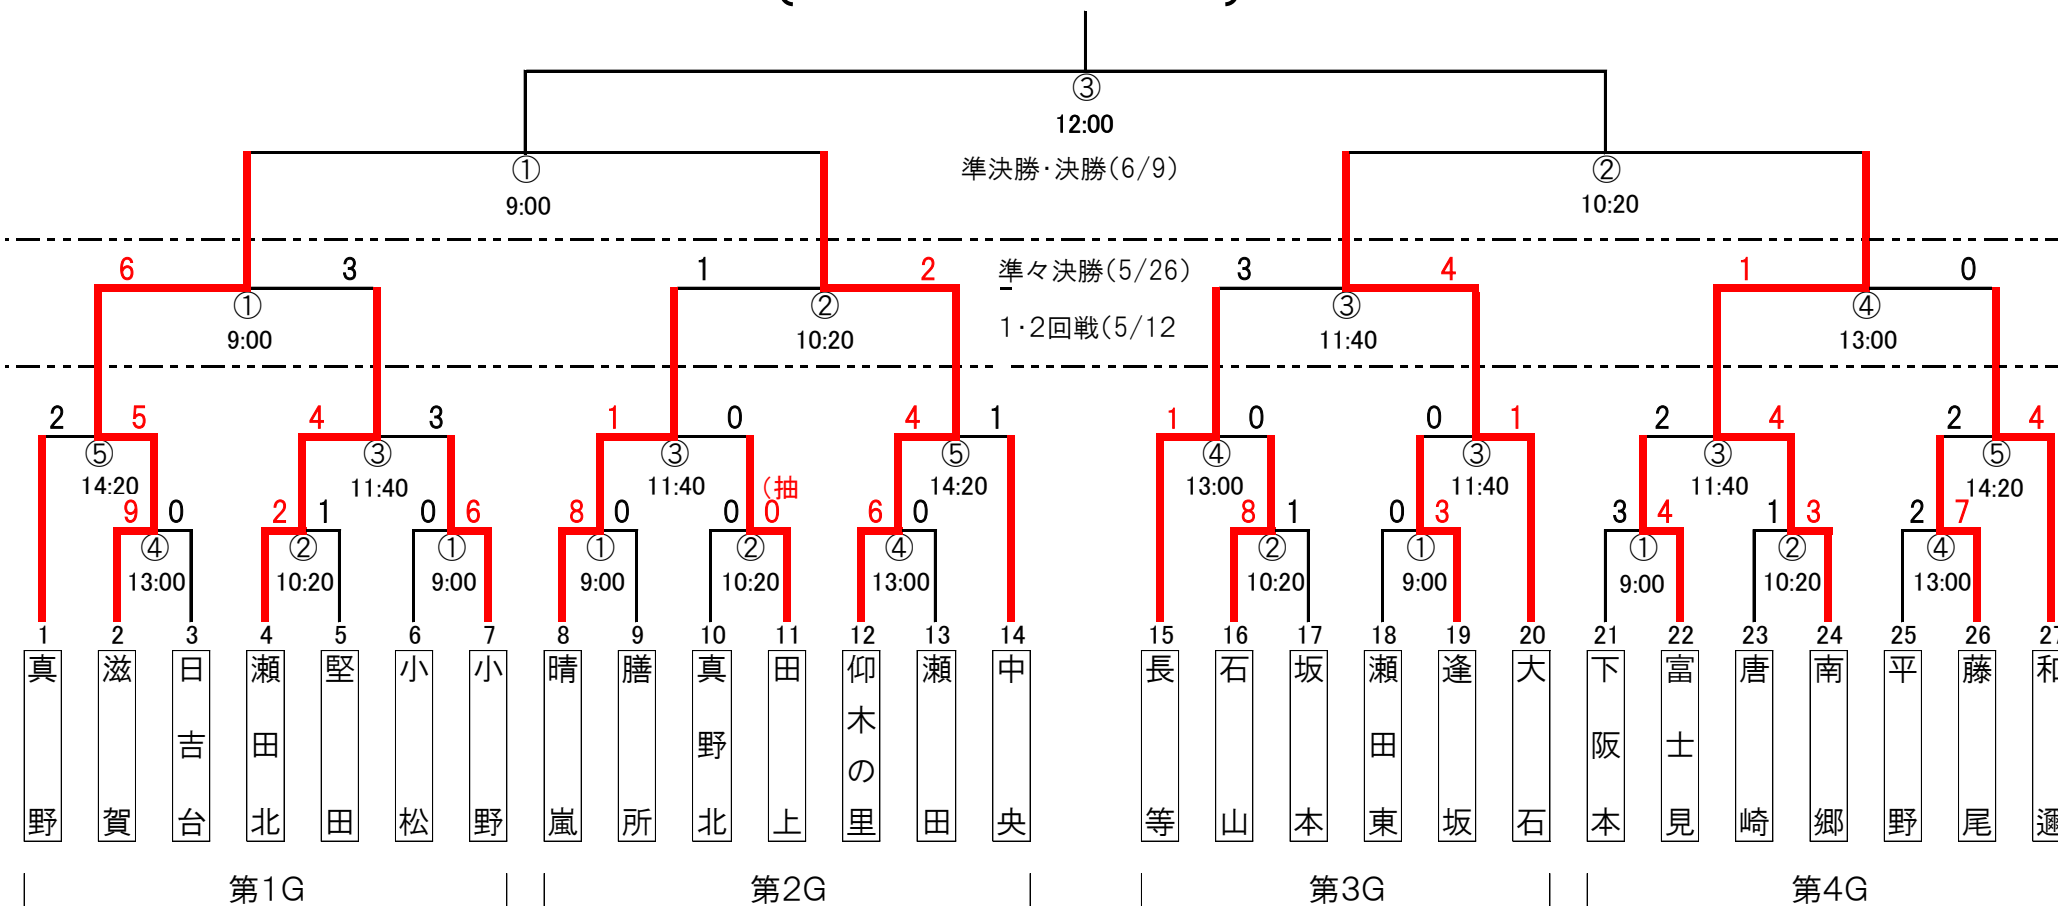 ③
12:00
準決勝・決勝(6/9)
① ②
9:00 10:20
6 3 1 2 準々決勝(5/26) 3 4 1 0
① ② ③ ④
9:00 10:20 1・2回戦(5/12 11:40 13:00
2 5 4 3 1 0 4 1 1 0 0 1 2 4 2 4
⑤ ③ ③ ⑤ ④ ③ ③ ⑤
14:20 11:40 11:40 (抽 14:20 13:00 11:40 11:40 14:20
9 0 2 1 0 6 8 0 0 0 6 0 8 1 0 3 3 4 1 3 2 7
④ ② ① ① ② ④ ② ① ① ② ④
13:00 10:20 9:00 9:00 10:20 13:00 10:20 9:00 9:00 10:20 13:00
1 2 3 4 5 6 7 8 9 10 11 12 13 14 15 16 17 18 19 20 21 22 23 24 25 26 27
真野
滋賀
日吉台
瀬田北
堅田
小松
小野
晴嵐
膳所
真野北
田上
仰木の里
瀬田
中央
長等
石山
坂本
瀬田東
逢坂
大石
下阪本
富士見
唐崎
南郷
平野
藤尾
和邇
第1G 第2G 第3G 第4G